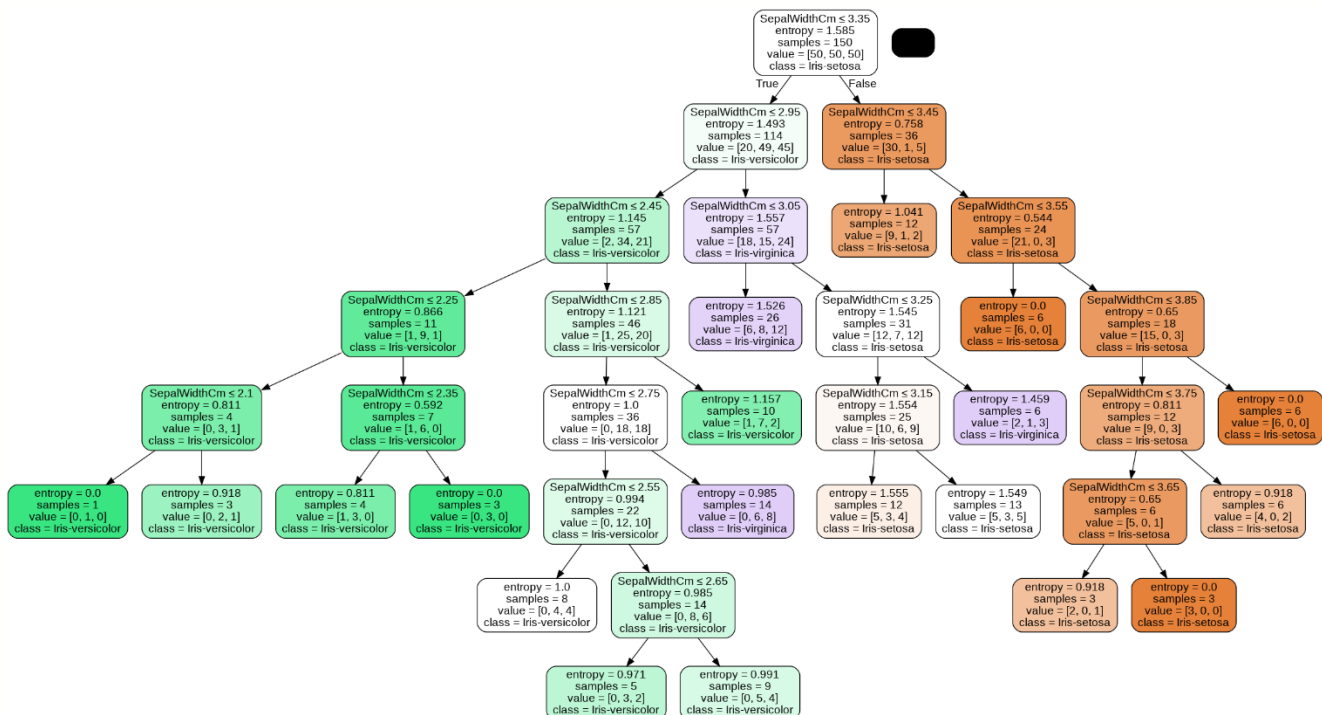 SepalWidthCm ≤ 3.35
entropy = 1.585
samples = 150
value = [50, 50, 50]
class = Iris-setosa
True
False
SepalWidthCm ≤ 2.95
entropy = 1.493
samples = 114
value = [20, 49, 45]
class = Iris-versicolor
SepalWidthCm ≤ 3.45
entropy = 0.758
samples = 36
value = [30, 1, 5]
class = Iris-setosa
SepalWidthCm ≤ 2.45
entropy = 1.145
samples = 57
value = [2, 34, 21]
class = Iris-versicolor
SepalWidthCm ≤ 3.05
entropy = 1.557
samples = 57
value = [18, 15, 24]
class = Iris-virginica
entropy = 1.041
samples = 12
value = [9, 1, 2]
class = Iris-setosa
SepalWidthCm ≤ 3.55
entropy = 0.544
samples = 24
value = [21, 0, 3]
class = Iris-setosa
SepalWidthCm ≤ 2.25
entropy = 0.866
samples = 11
value = [1, 9, 1]
class = Iris-versicolor
SepalWidthCm ≤ 2.85
entropy = 1.121
samples = 46
value = [1, 25, 20]
class = Iris-versicolor
entropy = 1.526
samples = 26
value = [6, 8, 12]
class = Iris-virginica
SepalWidthCm ≤ 3.25
entropy = 1.545
samples = 31
value = [12, 7, 12]
class = Iris-setosa
entropy = 0.0
samples = 6
value = [6, 0, 0]
class = Iris-setosa
SepalWidthCm ≤ 3.85
entropy = 0.65
samples = 18
value = [15, 0, 3]
class = Iris-setosa
SepalWidthCm ≤ 2.1
entropy = 0.811
samples = 4
value = [0, 3, 1]
class = Iris-versicolor
SepalWidthCm ≤ 2.35
entropy = 0.592
samples = 7
value = [1, 6, 0]
class = Iris-versicolor
SepalWidthCm ≤ 2.75
entropy = 1.0
samples = 36
value = [0, 18, 18]
class = Iris-versicolor
entropy = 1.157
samples = 10
value = [1, 7, 2]
class = Iris-versicolor
SepalWidthCm ≤ 3.15
entropy = 1.554
samples = 25
value = [10, 6, 9]
class = Iris-setosa
entropy = 1.459
samples = 6
value = [2, 1, 3]
class = Iris-virginica
SepalWidthCm ≤ 3.75
entropy = 0.811
samples = 12
value = [9, 0, 3]
class = Iris-setosa
entropy = 0.0
samples = 6
value = [6, 0, 0]
class = Iris-setosa
entropy = 0.0
samples = 1
value = [0, 1, 0]
class = Iris-versicolor
entropy = 0.918
samples = 3
value = [0, 2, 1]
class = Iris-versicolor
entropy = 0.811
samples = 4
value = [1, 3, 0]
class = Iris-versicolor
entropy = 0.0
samples = 3
value = [0, 3, 0]
class = Iris-versicolor
SepalWidthCm ≤ 2.55
entropy = 0.994
samples = 22
value = [0, 12, 10]
class = Iris-versicolor
entropy = 0.985
samples = 14
value = [0, 6, 8]
class = Iris-virginica
entropy = 1.555
samples = 12
value = [5, 3, 4]
class = Iris-setosa
entropy = 1.549
samples = 13
value = [5, 3, 5]
class = Iris-setosa
SepalWidthCm ≤ 3.65
entropy = 0.65
samples = 6
value = [5, 0, 1]
class = Iris-setosa
entropy = 0.918
samples = 6
value = [4, 0, 2]
class = Iris-setosa
entropy = 1.0
samples = 8
value = [0, 4, 4]
class = Iris-versicolor
SepalWidthCm ≤ 2.65
entropy = 0.985
samples = 14
value = [0, 8, 6]
class = Iris-versicolor
entropy = 0.918
samples = 3
value = [2, 0, 1]
class = Iris-setosa
entropy = 0.0
samples = 3
value = [3, 0, 0]
class = Iris-setosa
entropy = 0.971
samples = 5
value = [0, 3, 2]
class = Iris-versicolor
entropy = 0.991
samples = 9
value = [0, 5, 4]
class = Iris-versicolor